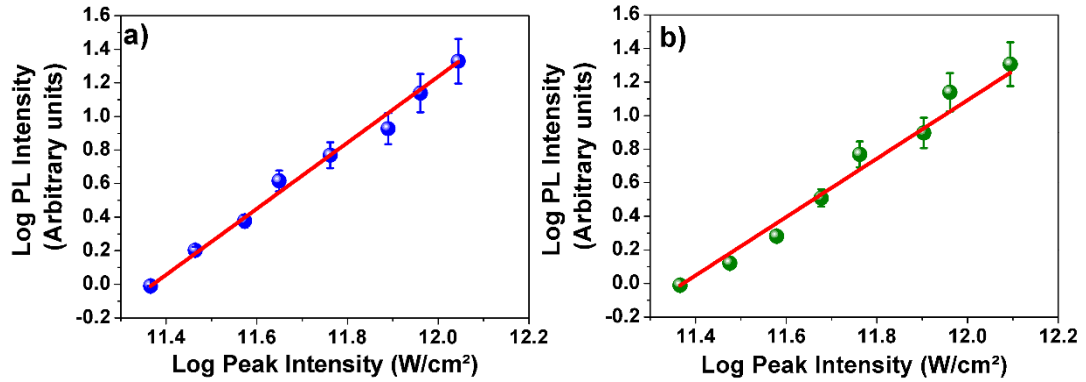 a)
Log PL Intensity
(Arbitrary units)
1.6
1.4
1.2
1.0
0.8
0.6
0.4
0.2
0.0
-0.2
11.4 11.6 11.8 12.0 12.2
Log Peak Intensity (W/cm²)
b)
Log PL Intensity
(Arbitrary units)
1.6
1.4
1.2
1.0
0.8
0.6
0.4
0.2
0.0
-0.2
11.4 11.6 11.8 12.0 12.2
Log Peak Intensity (W/cm²)